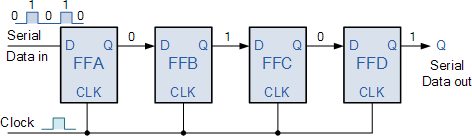 0 1 0 1 0
Serial
Data in
D Q
FFA
CLK
0
D Q
FFB
CLK
1
D Q
FFC
CLK
0
D Q
FFD
CLK
1
Q
Serial
Data out
Clock